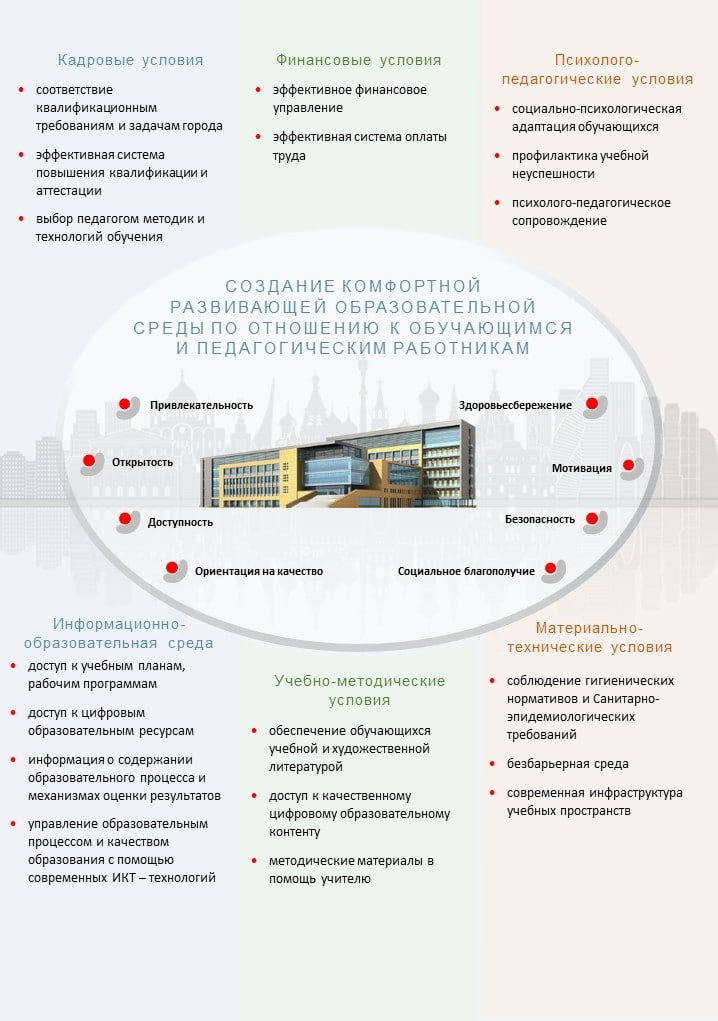 Кадровые условия
• соответствие
квалификационным
требованиям и задачам города
• эффективная система
повышения квалификации и
аттестации
• выбор педагогом методик и
технологий обучения
Финансовые условия
• эффективное финансовое
управление
• эффективная система оплаты
труда
Психолого-
педагогические условия
• социально-психологическая
адаптация обучающихся
• профилактика учебной
неуспешности
• психолого-педагогическое
сопровождение
СОЗДАНИЕ КОМФОРТНОЙ
РАЗВИВАЮЩЕЙ ОБРАЗОВАТЕЛЬНОЙ
СРЕДЫ ПО ОТНОШЕНИЮ К ОБУЧАЮЩИМСЯ
И ПЕДАГОГИЧЕСКИМ РАБОТНИКАМ
Привлекательность
Открытость
Доступность
Ориентация на качество
Здоровьесбережение
Мотивация
Безопасность
Социальное благополучие
Информационно-
образовательная среда
• доступ к учебным планам,
рабочим программам
• доступ к цифровым
образовательным ресурсам
• информация о содержании
образовательного процесса и
механизмах оценки результатов
• управление образовательным
процессом и качеством
образования с помощью
современных ИКТ – технологий
Учебно-методические
условия
• обеспечение обучающихся
учебной и художественной
литературой
• доступ к качественному
цифровому образовательному
контенту
• методические материалы в
помощь учителю
Материально-
технические условия
• соблюдение гигиенических
нормативов и Санитарно-
эпидемиологических
требований
• безбарьерная среда
• современная инфраструктура
учебных пространств